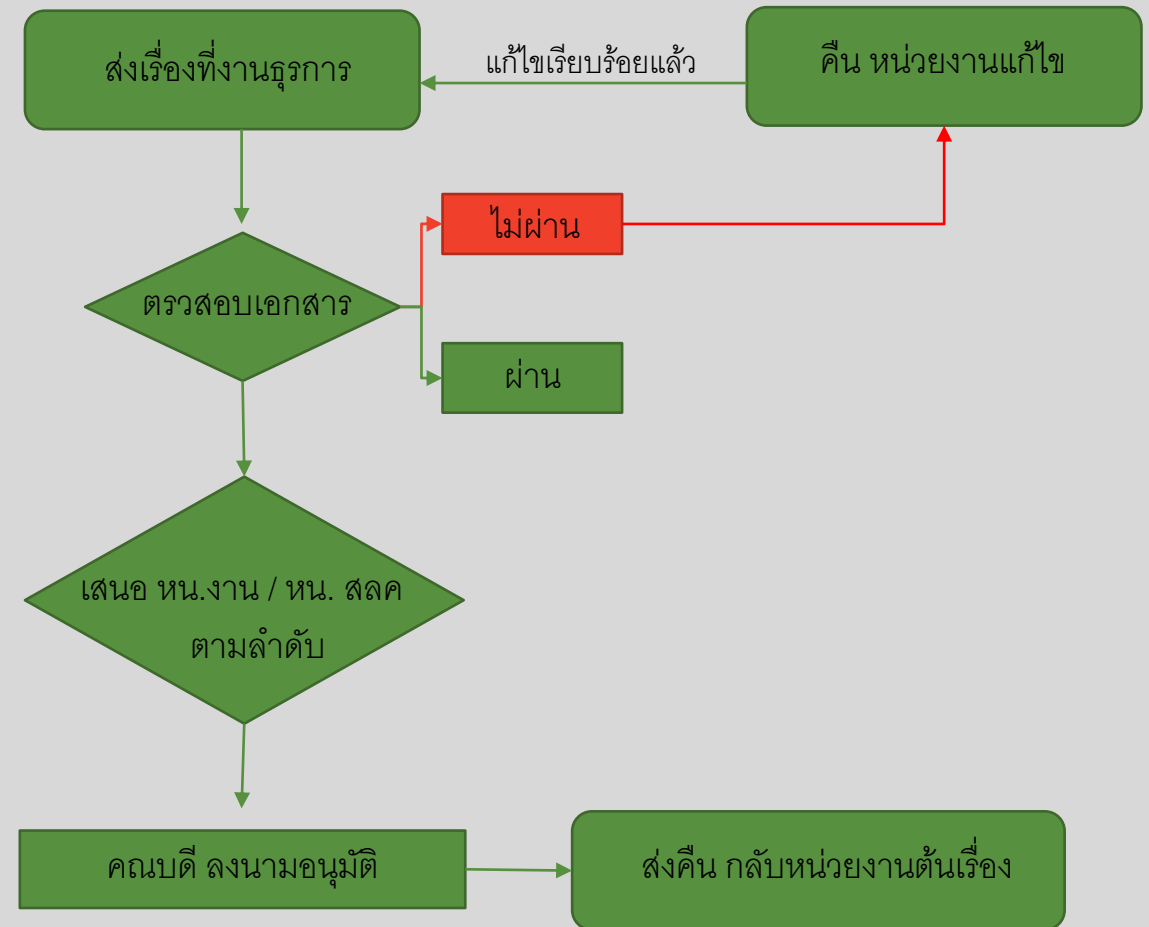 ส่งเรื่องที่งานธุรการ
แก้ไขเรียบร้อยแล้ว
คืน หน่วยงานแก้ไข
ไม่ผ่าน
ตรวสอบเอกสาร
ผ่าน
เสนอ หน.งาน / หน. สลค
ตามลำดับ
คณบดี ลงนามอนุมัติ
ส่งคืน กลับหน่วยงานต้นเรื่อง